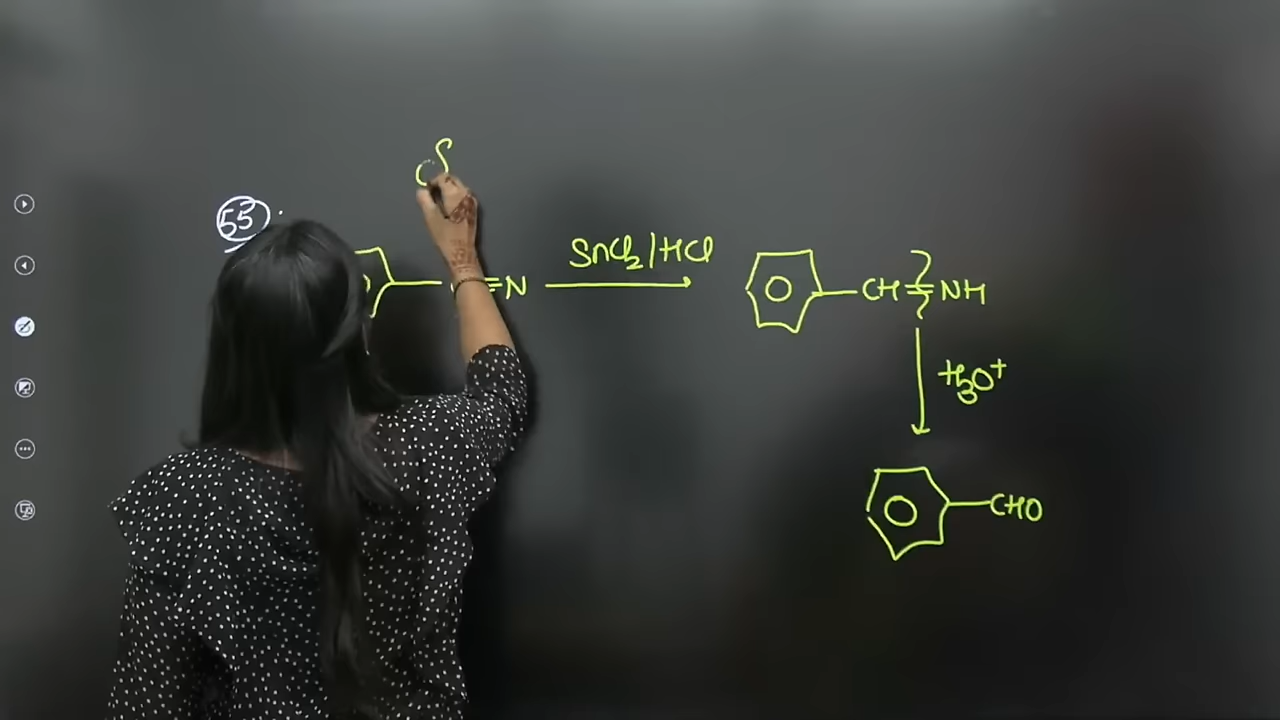 S
55.
≡N
SnCl₂/HCl
CH=NH
H₃O⁺
CHO